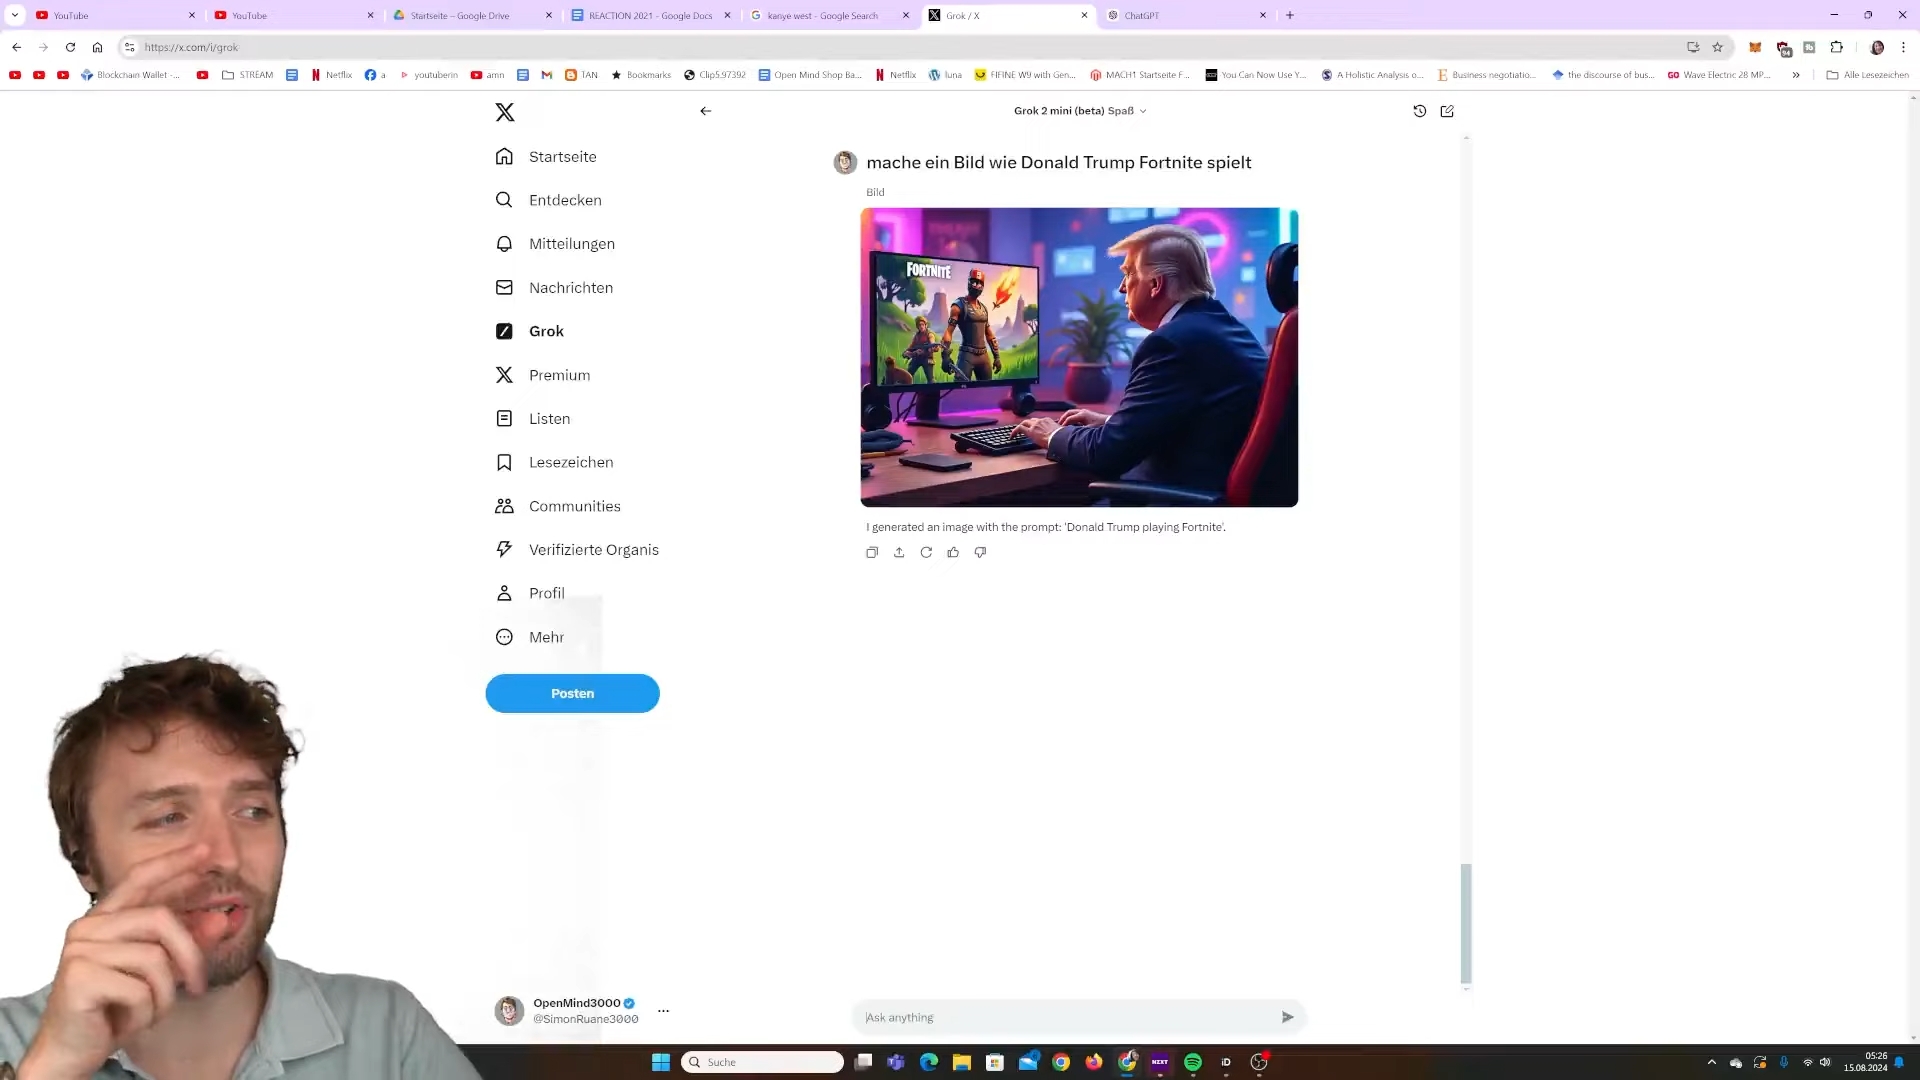 YouTube
YouTube
Startseite – Google Drive
REACTION 2021 - Google Docs
kanye west - Google Search
Grok / X
ChatGPT
https://x.com/i/grok
94
Blockchain Wallet -...
STREAM
Netflix
a
youtuberin
amn
TAN
Bookmarks
Clip5.97392
Open Mind Shop Ba...
Netflix
luna
FIFINE W9 with Gen...
MACH1 Startseite F...
You Can Now Use Y...
A Holistic Analysis o...
Business negotiatio...
the discourse of bus...
GO Wave Electric 28 MP...
Alle Lesezeichen
Grok 2 mini (beta) Spaß
Startseite
Entdecken
Mitteilungen
Nachrichten
Grok
Premium
Listen
Lesezeichen
Communities
Verifizierte Organis
Profil
Mehr
Posten
mache ein Bild wie Donald Trump Fortnite spielt
Bild
FORTNITE
I generated an image with the prompt: 'Donald Trump playing Fortnite'.
OpenMind3000
@SimonRuane3000
Ask anything
Suche
NEXT
iD
05:26
15.08.2024